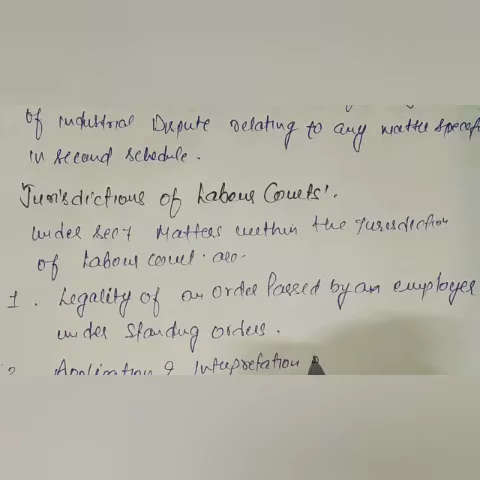 of industrial Dispute relating to any matter specif
in second schedule.
Jurisdictions of Labour Courts'.
under sec 7 Matters within the Jurisdiction
of Labour court. are-
1. Legality of an order Passed by an employer
under standing orders.
2 Application & Interpretation